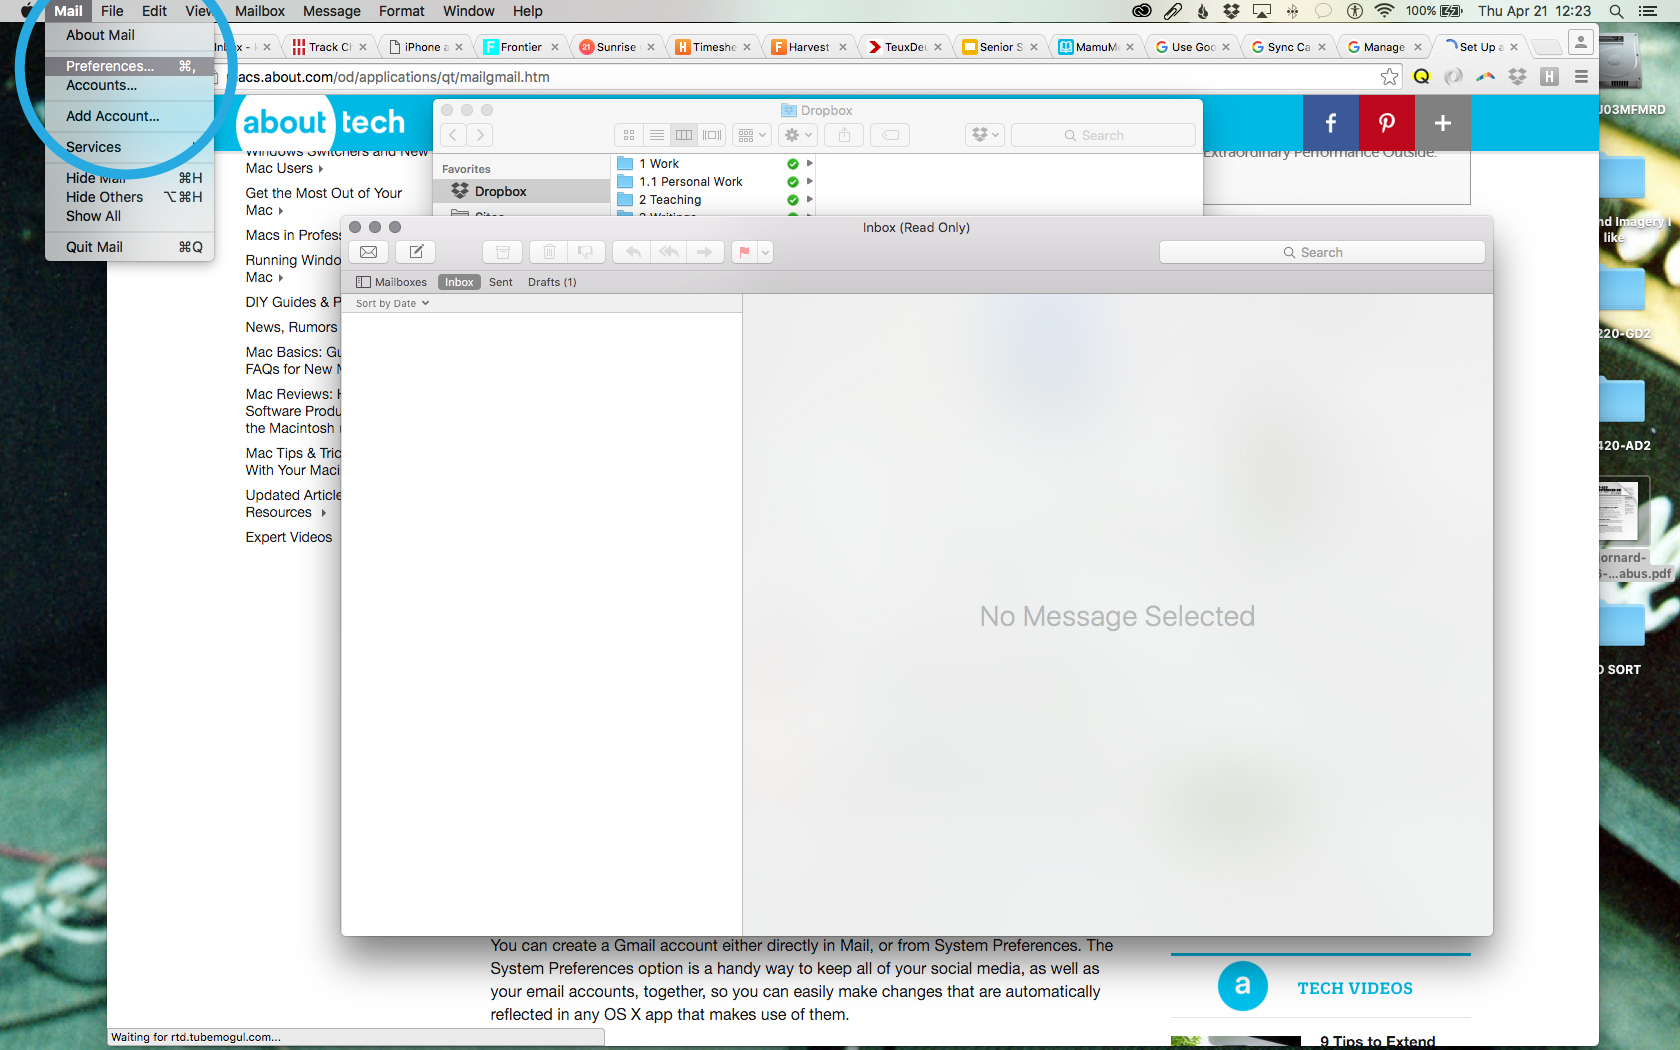 Mail File Edit View Mailbox Message Format Window Help
100% Thu Apr 21 12:23
About Mail
Preferences... ⌘,
Accounts...
Add Account...
Services
Hide Mail ⌘H
Hide Others ⌥⌘H
Show All
Quit Mail ⌘Q
Track Cl
iPhone a
Frontier
21 Sunrise
Timeshe
Harvest
TeuxDeu
Senior S
MamuMe
Use Goo
Sync Ca
Manage
Set Up a
acs.about.com/od/applications/qt/mailgmail.htm
about tech
Windows Switchers and New
Mac Users
Get the Most Out of Your
Mac
Macs in Profess
Running Windo
Mac
DIY Guides & P
News, Rumors
Mac Basics: Gu
FAQs for New M
Mac Reviews: H
Software Produ
the Macintosh
Mac Tips & Tric
With Your Maci
Updated Article
Resources
Expert Videos
Extraordinary Performance Outside.
Dropbox
Search
Favorites
Dropbox
1 Work
1.1 Personal Work
2 Teaching
Inbox (Read Only)
Search
Mailboxes Inbox Sent Drafts (1)
Sort by Date
No Message Selected
You can create a Gmail account either directly in Mail, or from System Preferences. The
System Preferences option is a handy way to keep all of your social media, as well as
your email accounts, together, so you can easily make changes that are automatically
reflected in any OS X app that makes use of them.
a TECH VIDEOS
9 Tips to Extend
Waiting for rtd.tubemogul.com...
J03MFMRD
nd Imagery I
like
220-GD2
420-AD2
ornard-
6-...abus.pdf
O SORT